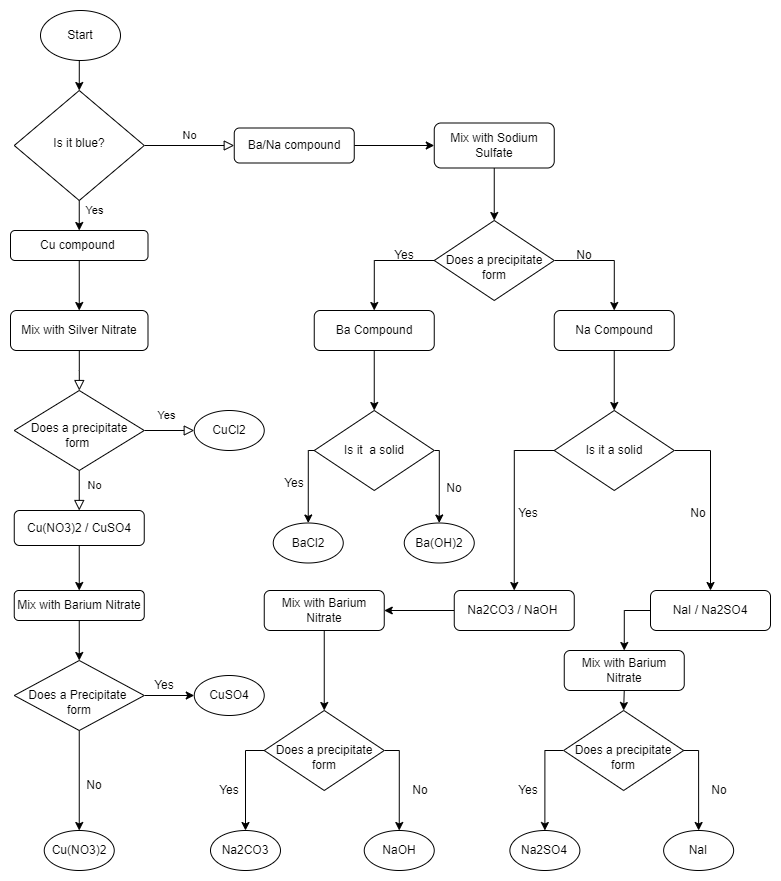 Start
Is it blue?
No
Ba/Na compound
Mix with Sodium
Sulfate
Yes
Cu compound
Does a precipitate
form
Yes
No
Mix with Silver Nitrate
Ba Compound
Na Compound
Does a precipitate
form
Yes
CuCl2
Is it  a solid
Is it a solid
No
Yes
No
Yes
No
Cu(NO3)2 / CuSO4
BaCl2
Ba(OH)2
Mix with Barium Nitrate
Mix with Barium
Nitrate
Na2CO3 / NaOH
NaI / Na2SO4
Mix with Barium
Nitrate
Does a Precipitate
form
Yes
CuSO4
Does a precipitate
form
Does a precipitate
form
No
Yes
No
Yes
No
Cu(NO3)2
Na2CO3
NaOH
Na2SO4
NaI